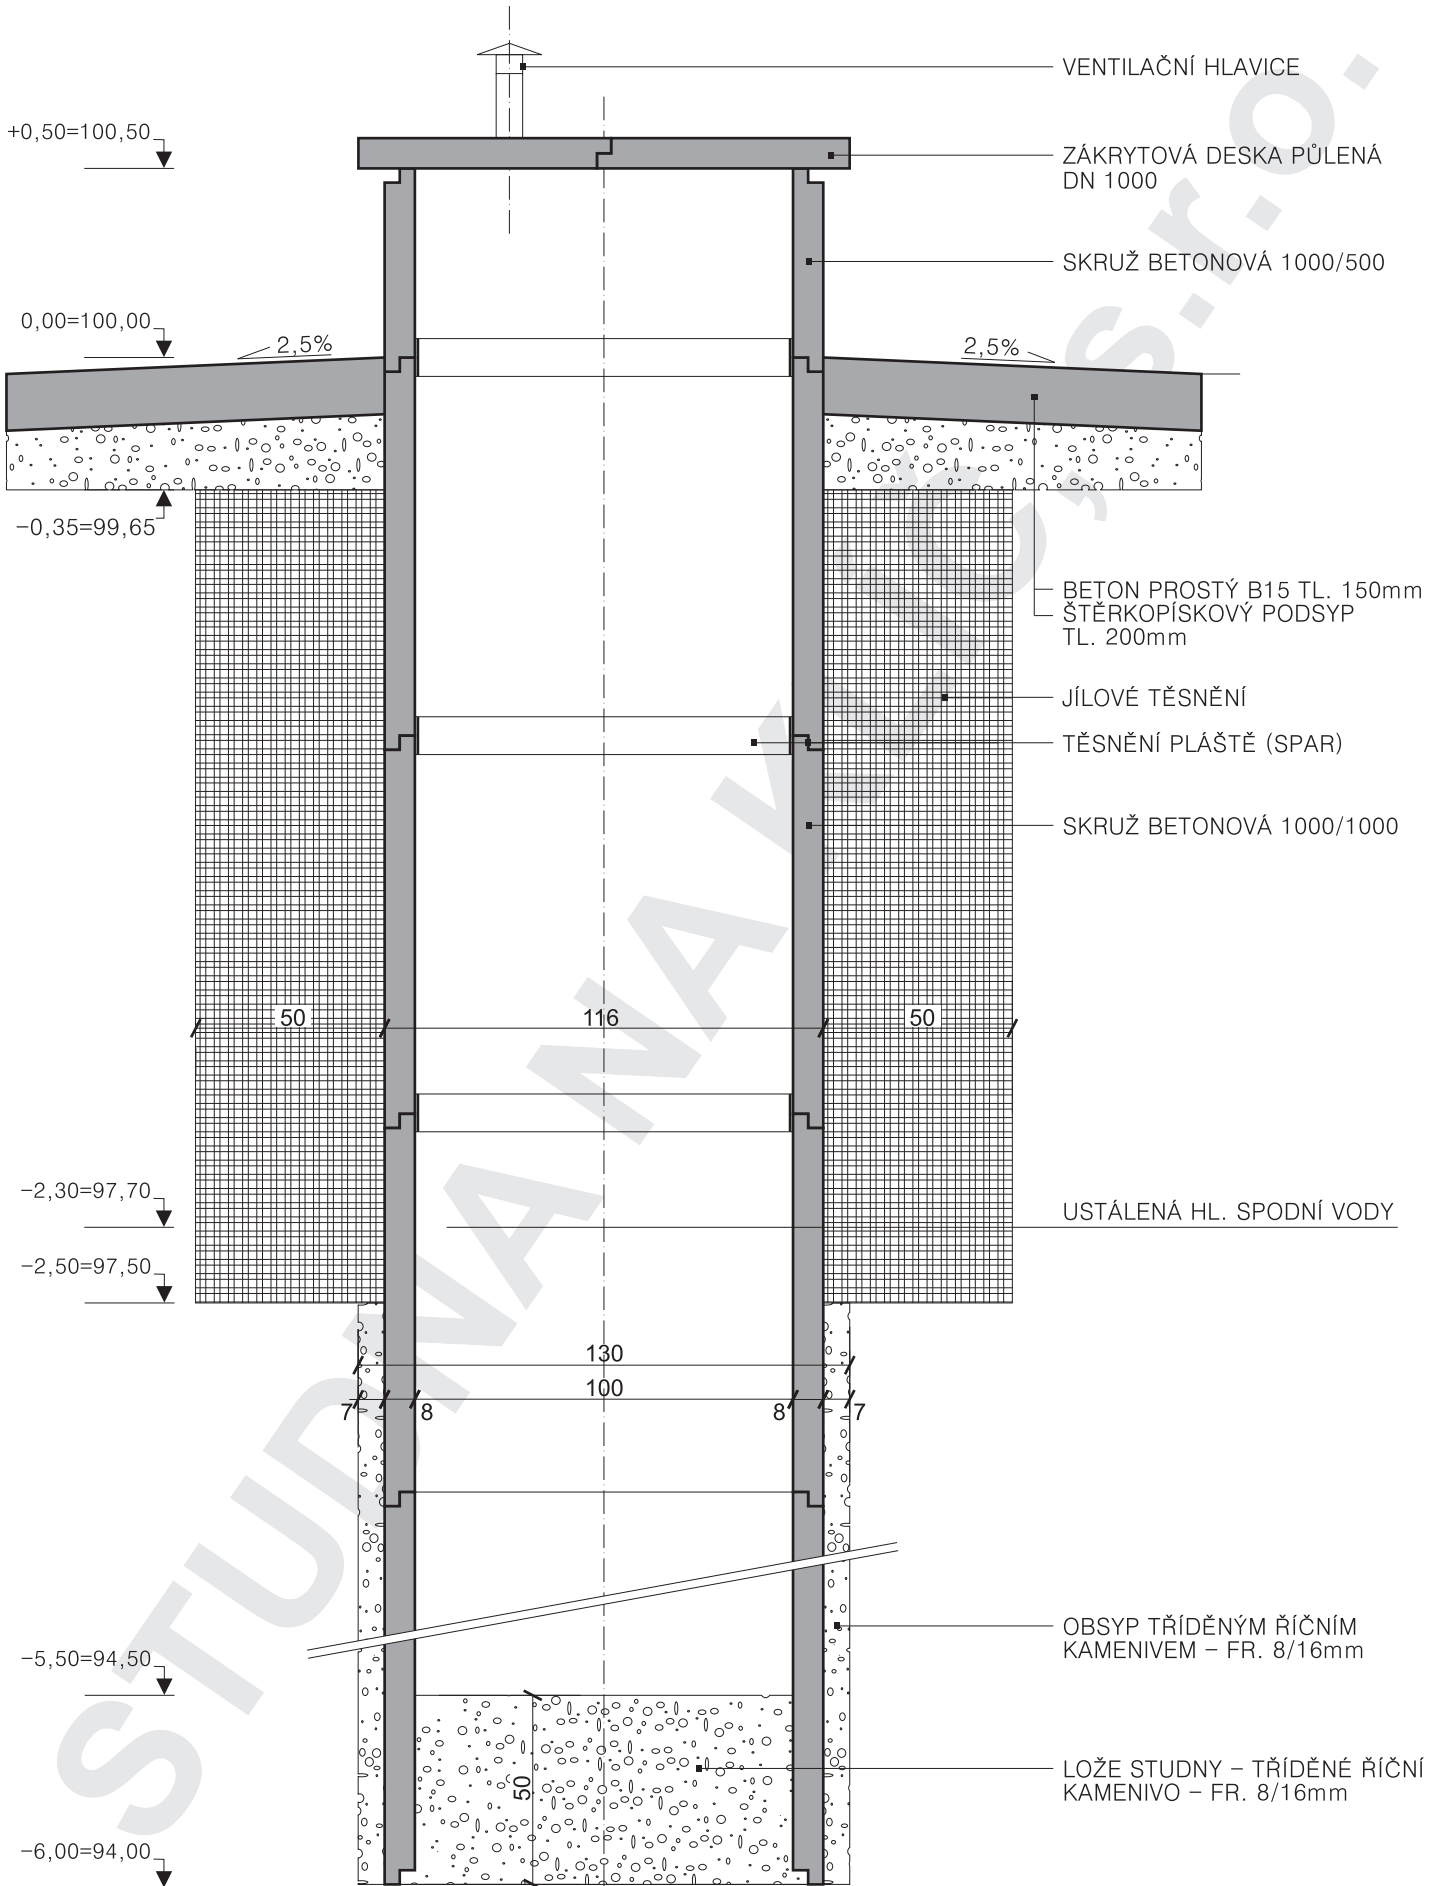 VENTILAČNÍ HLAVICE
+0,50=100,50
ZÁKRYTOVÁ DESKA PŮLENÁ
DN 1000
SKRUŽ BETONOVÁ 1000/500
0,00=100,00
2,5%
2,5%
-0,35=99,65
BETON PROSTÝ B15 TL. 150mm
ŠTĚRKOPÍSKOVÝ PODSYP
TL. 200mm
JÍLOVÉ TĚSNĚNÍ
TĚSNĚNÍ PLÁŠTĚ (SPAR)
SKRUŽ BETONOVÁ 1000/1000
50
116
50
-2,30=97,70
USTÁLENÁ HL. SPODNÍ VODY
-2,50=97,50
130
100
7
8
8
7
OBSYP TŘÍDĚNÝM ŘÍČNÍM
KAMENIVEM – FR. 8/16mm
-5,50=94,50
50
LOŽE STUDNY – TŘÍDĚNÉ ŘÍČNÍ
KAMENIVO – FR. 8/16mm
-6,00=94,00
STUDNA NA KLÍČ, s.r.o.